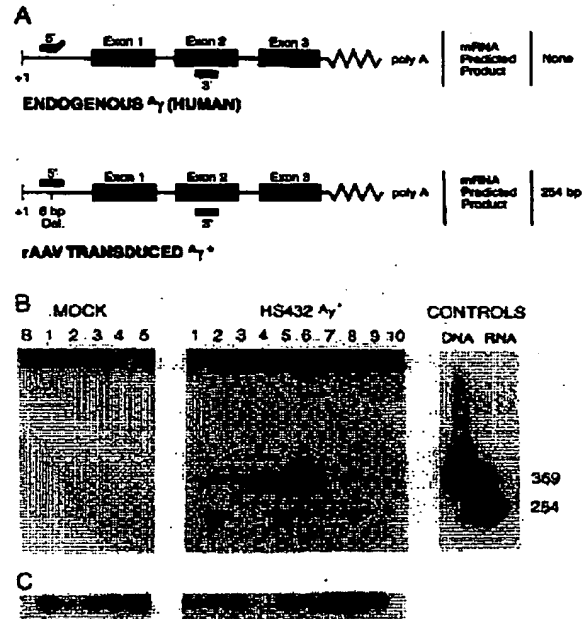 A
5'
Exon 1 Exon 2 Exon 3
poly A
mRNA
Predicted
Product
None
+1
3'
ENDOGENOUS Aγ (HUMAN)
5'
Exon 1 Exon 2 Exon 3
poly A
mRNA
Predicted
Product
254 bp
+1
6 bp
Del.
3'
rAAV TRANSDUCED Aγ*
B
MOCK
HS432 Aγ*
CONTROLS
B 1 2 3 4 5
1 2 3 4 5 6 7 8 9 10
DNA RNA
369
254
C